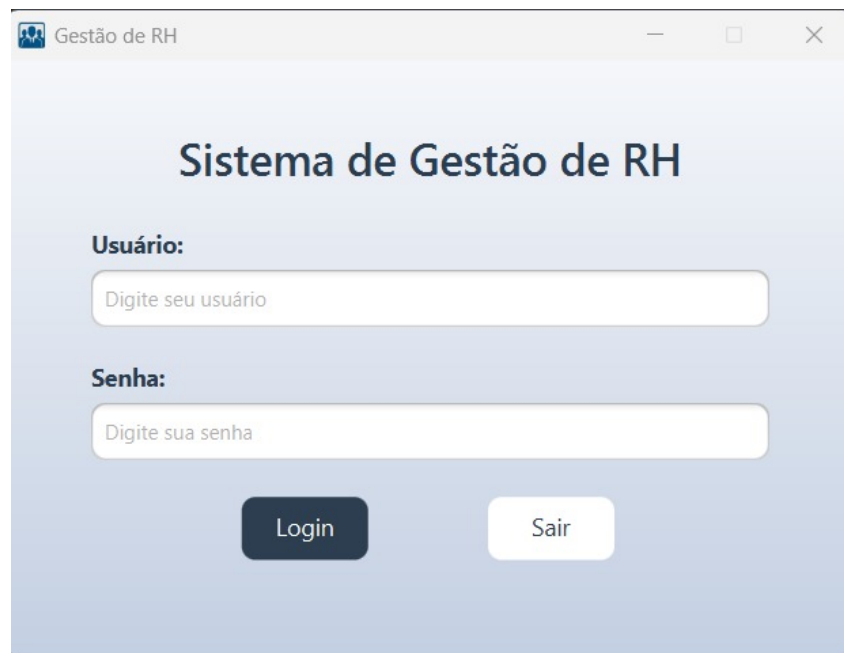 Gestão de RH
Sistema de Gestão de RH
Usuário:
Digite seu usuário
Senha:
Digite sua senha
Login Sair